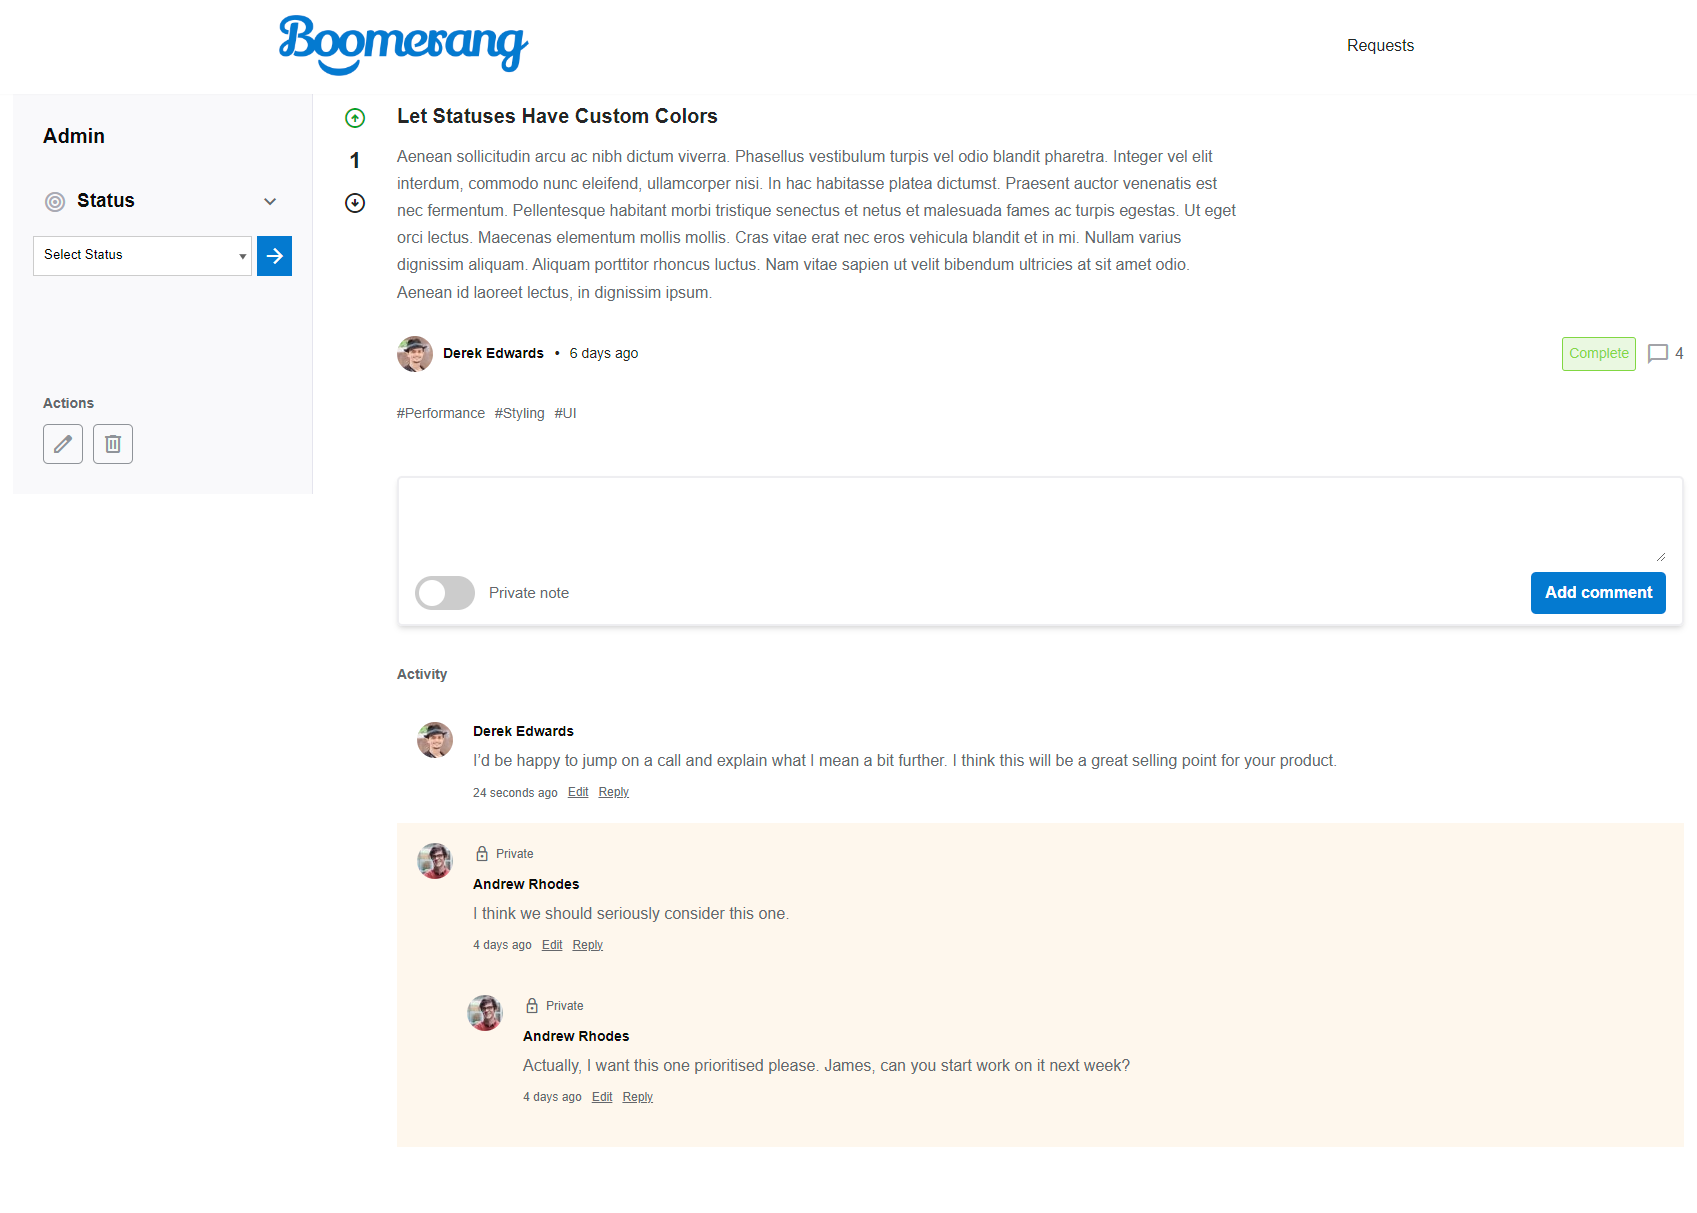 Boomerang
Requests
Admin
Status
Select Status
Actions
1
Let Statuses Have Custom Colors
Aenean sollicitudin arcu ac nibh dictum viverra. Phasellus vestibulum turpis vel odio blandit pharetra. Integer vel elit
interdum, commodo nunc eleifend, ullamcorper nisi. In hac habitasse platea dictumst. Praesent auctor venenatis est
nec fermentum. Pellentesque habitant morbi tristique senectus et netus et malesuada fames ac turpis egestas. Ut eget
orci lectus. Maecenas elementum mollis mollis. Cras vitae erat nec eros vehicula blandit et in mi. Nullam varius
dignissim aliquam. Aliquam porttitor rhoncus luctus. Nam vitae sapien ut velit bibendum ultricies at sit amet odio.
Aenean id laoreet lectus, in dignissim ipsum.
Derek Edwards • 6 days ago
Complete 4
#Performance #Styling #UI
Private note
Add comment
Activity
Derek Edwards
I'd be happy to jump on a call and explain what I mean a bit further. I think this will be a great selling point for your product.
24 seconds ago Edit Reply
Private
Andrew Rhodes
I think we should seriously consider this one.
4 days ago Edit Reply
Private
Andrew Rhodes
Actually, I want this one prioritised please. James, can you start work on it next week?
4 days ago Edit Reply